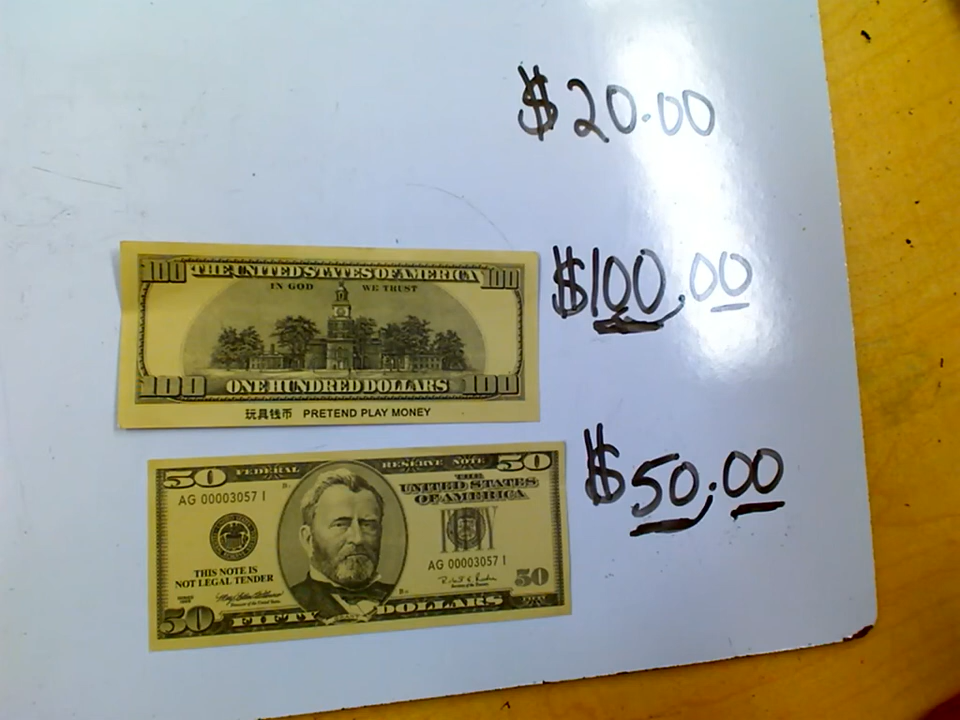 $20.00
100 THE UNITED STATES OF AMERICA 100
IN GOD WE TRUST
$100.00
100 ONE HUNDRED DOLLARS 100
玩具钱币 PRETEND PLAY MONEY
50 FEDERAL RESERVE NOTE 50
THE
UNITED STATES
OF AMERICA
AG 00003057 I
$50.00
AG 00003057 I
THIS NOTE IS
NOT LEGAL TENDER
50
50 FIFTY DOLLARS